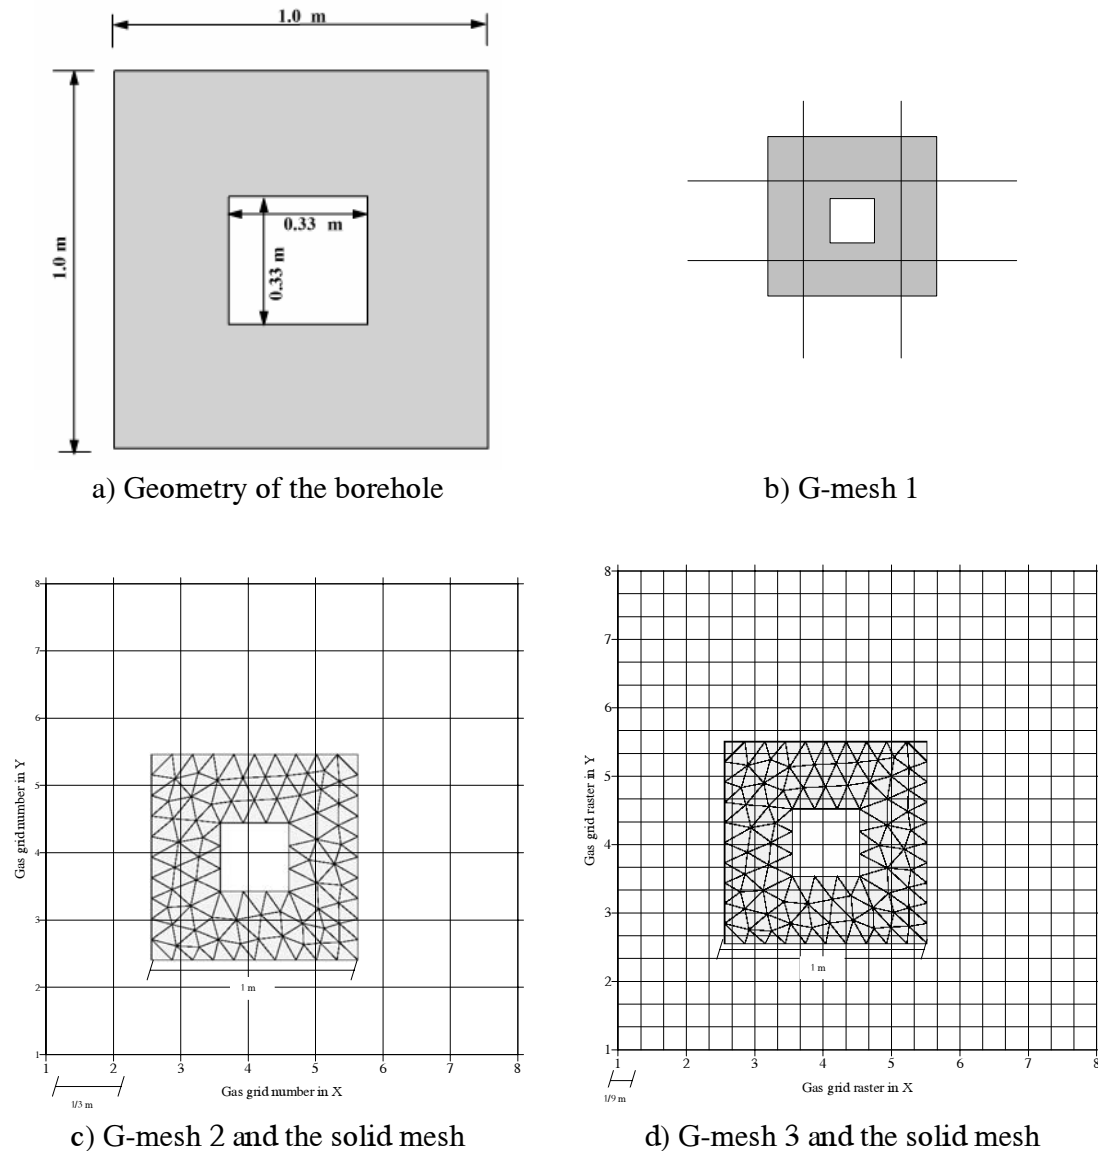 1.0 m
1.0 m
0.33 m
0.33 m
a) Geometry of the borehole
b) G-mesh 1
8
7
6
5
4
3
2
1
Gas grid number in Y
1 m
1 2 3 4 5 6 7 8
Gas grid number in X
1/3 m
c) G-mesh 2 and the solid mesh
8
7
6
5
4
3
2
1
Gas grid raster in Y
1 m
1 2 3 4 5 6 7 8
Gas grid raster in X
1/9 m
d) G-mesh 3 and the solid mesh